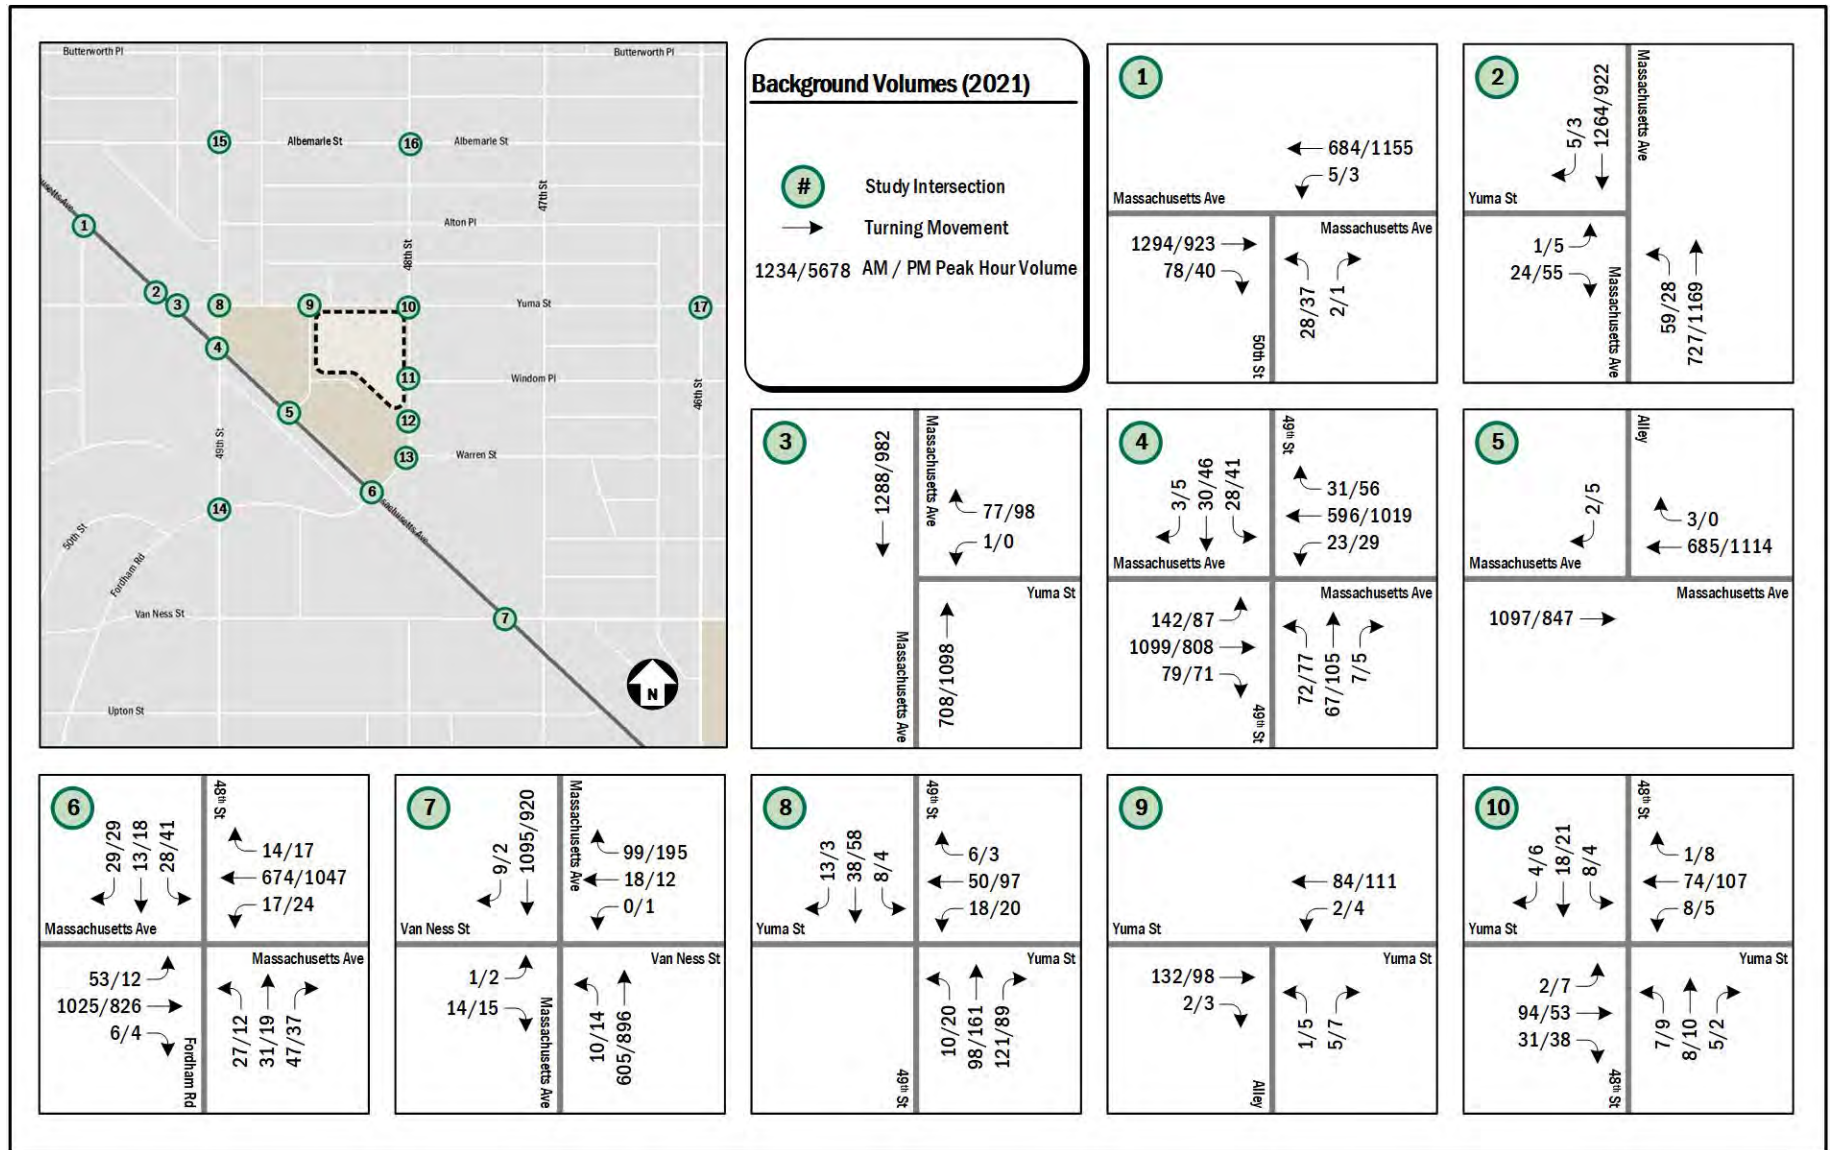 Butterworth Pl
Butterworth Pl
15
Albemarle St
16
Albemarle St
47th St
1
Alton Pl
48th St
2
3
8
9
10
Yuma St
17
4
11
Windom Pl
46th St
5
12
49th St
13
Warren St
6
14
50th St
Fordham Rd
Van Ness St
7
N
Upton St
Background Volumes (2021)
#
Study Intersection
Turning Movement
1234/5678
AM / PM Peak Hour Volume
1
684/1155
5/3
Massachusetts Ave
Massachusetts Ave
1294/923
78/40
28/37
2/1
50th St
2
5/3
1264/922
Massachusetts Ave
Yuma St
1/5
24/55
Massachusetts Ave
59/28
727/1169
3
1288/982
Massachusetts Ave
77/98
1/0
Yuma St
Massachusetts Ave
708/1098
4
3/5
30/46
28/41
49th St
31/56
596/1019
23/29
Massachusetts Ave
Massachusetts Ave
142/87
1099/808
79/71
49th St
72/77
67/105
7/5
5
2/5
Alley
3/0
685/1114
Massachusetts Ave
Massachusetts Ave
1097/847
6
29/29
13/18
28/41
48th St
14/17
674/1047
17/24
Massachusetts Ave
Massachusetts Ave
53/12
1025/826
6/4
Fordham Rd
27/12
31/19
47/37
7
9/2
1095/920
Massachusetts Ave
99/195
18/12
0/1
Van Ness St
Van Ness St
1/2
14/15
Massachusetts Ave
10/14
605/896
8
13/3
38/58
8/4
49th St
6/3
50/97
18/20
Yuma St
Yuma St
49th St
10/20
98/161
121/89
9
84/111
2/4
Yuma St
Yuma St
132/98
2/3
Alley
1/5
5/7
10
4/6
18/21
8/4
48th St
1/8
74/107
8/5
Yuma St
Yuma St
2/7
94/53
31/38
48th St
7/9
8/10
5/2